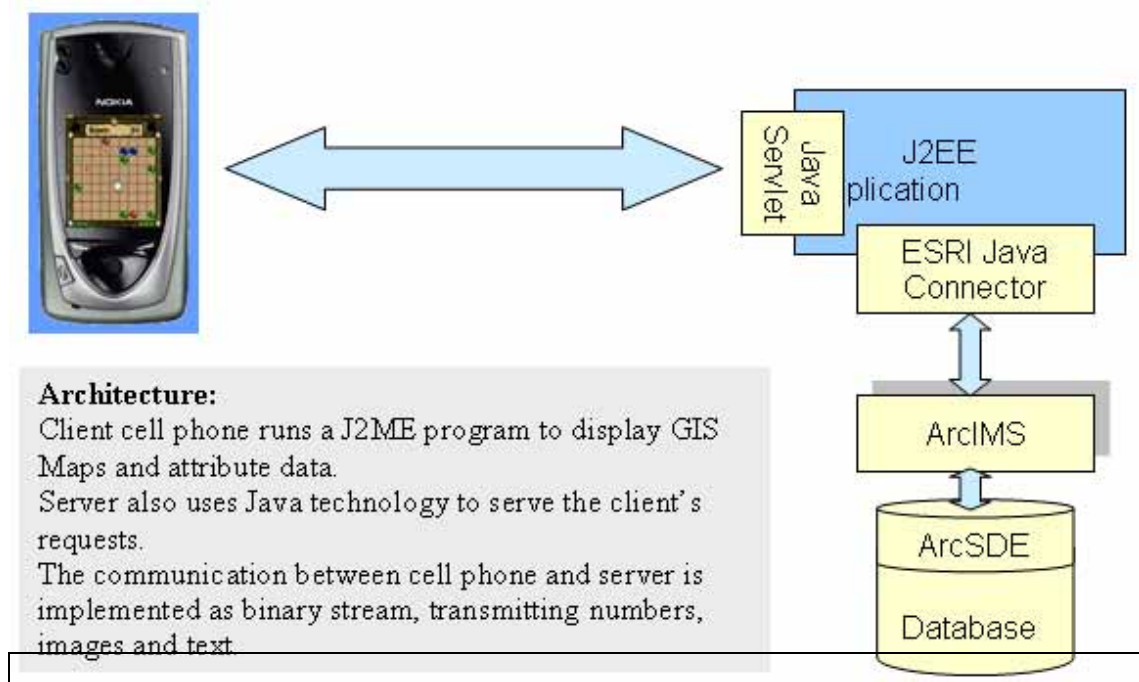 NOKIA
Java
Servlet
J2EE
plication
ESRI Java
Connector
ArcIMS
ArcSDE
Database
Architecture:
Client cell phone runs a J2ME program to display GIS
Maps and attribute data.
Server also uses Java technology to serve the client's
requests.
The communication between cell phone and server is
implemented as binary stream, transmitting numbers,
images and text.